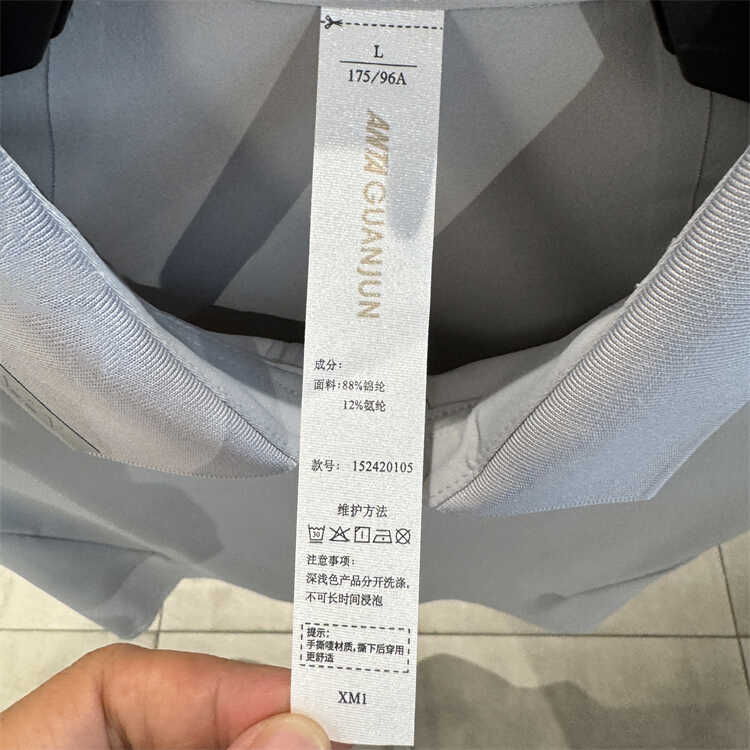 L
175/96A
ANTA GUANJUN
成分:
面料:88%锦纶
12%氨纶
款号: 152420105
维护方法
30
注意事项:
深浅色产品分开洗涤,
不可长时间浸泡
提示:
手撕唛材质,撕下后穿用
更舒适
XM1